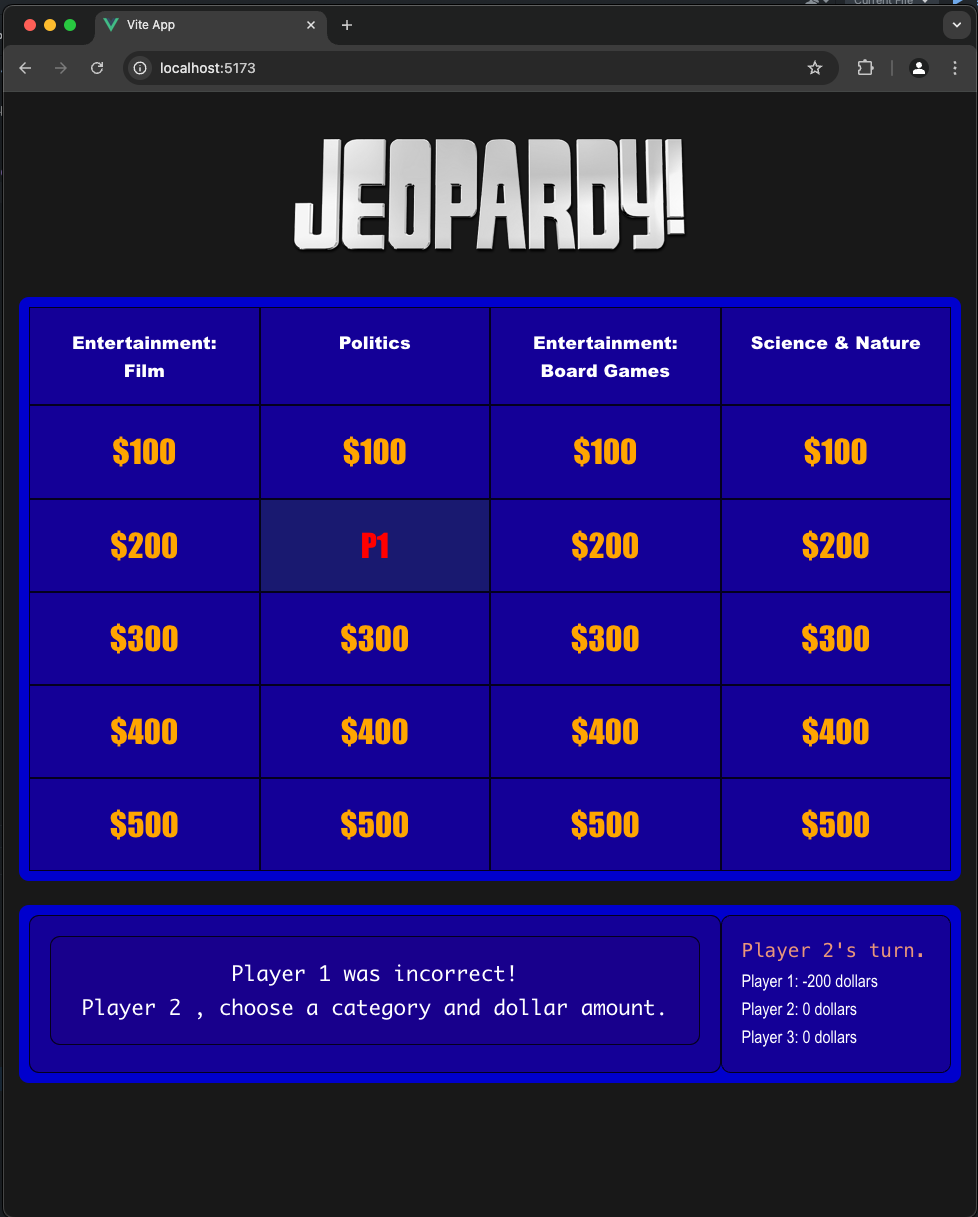 Current File
Vite App
localhost:5173
JEOPARDY!
Entertainment:
Film
Politics
Entertainment:
Board Games
Science & Nature
$100 $100 $100 $100
$200 P1 $200 $200
$300 $300 $300 $300
$400 $400 $400 $400
$500 $500 $500 $500
Player 1 was incorrect!
Player 2 , choose a category and dollar amount.
Player 2's turn.
Player 1: -200 dollars
Player 2: 0 dollars
Player 3: 0 dollars